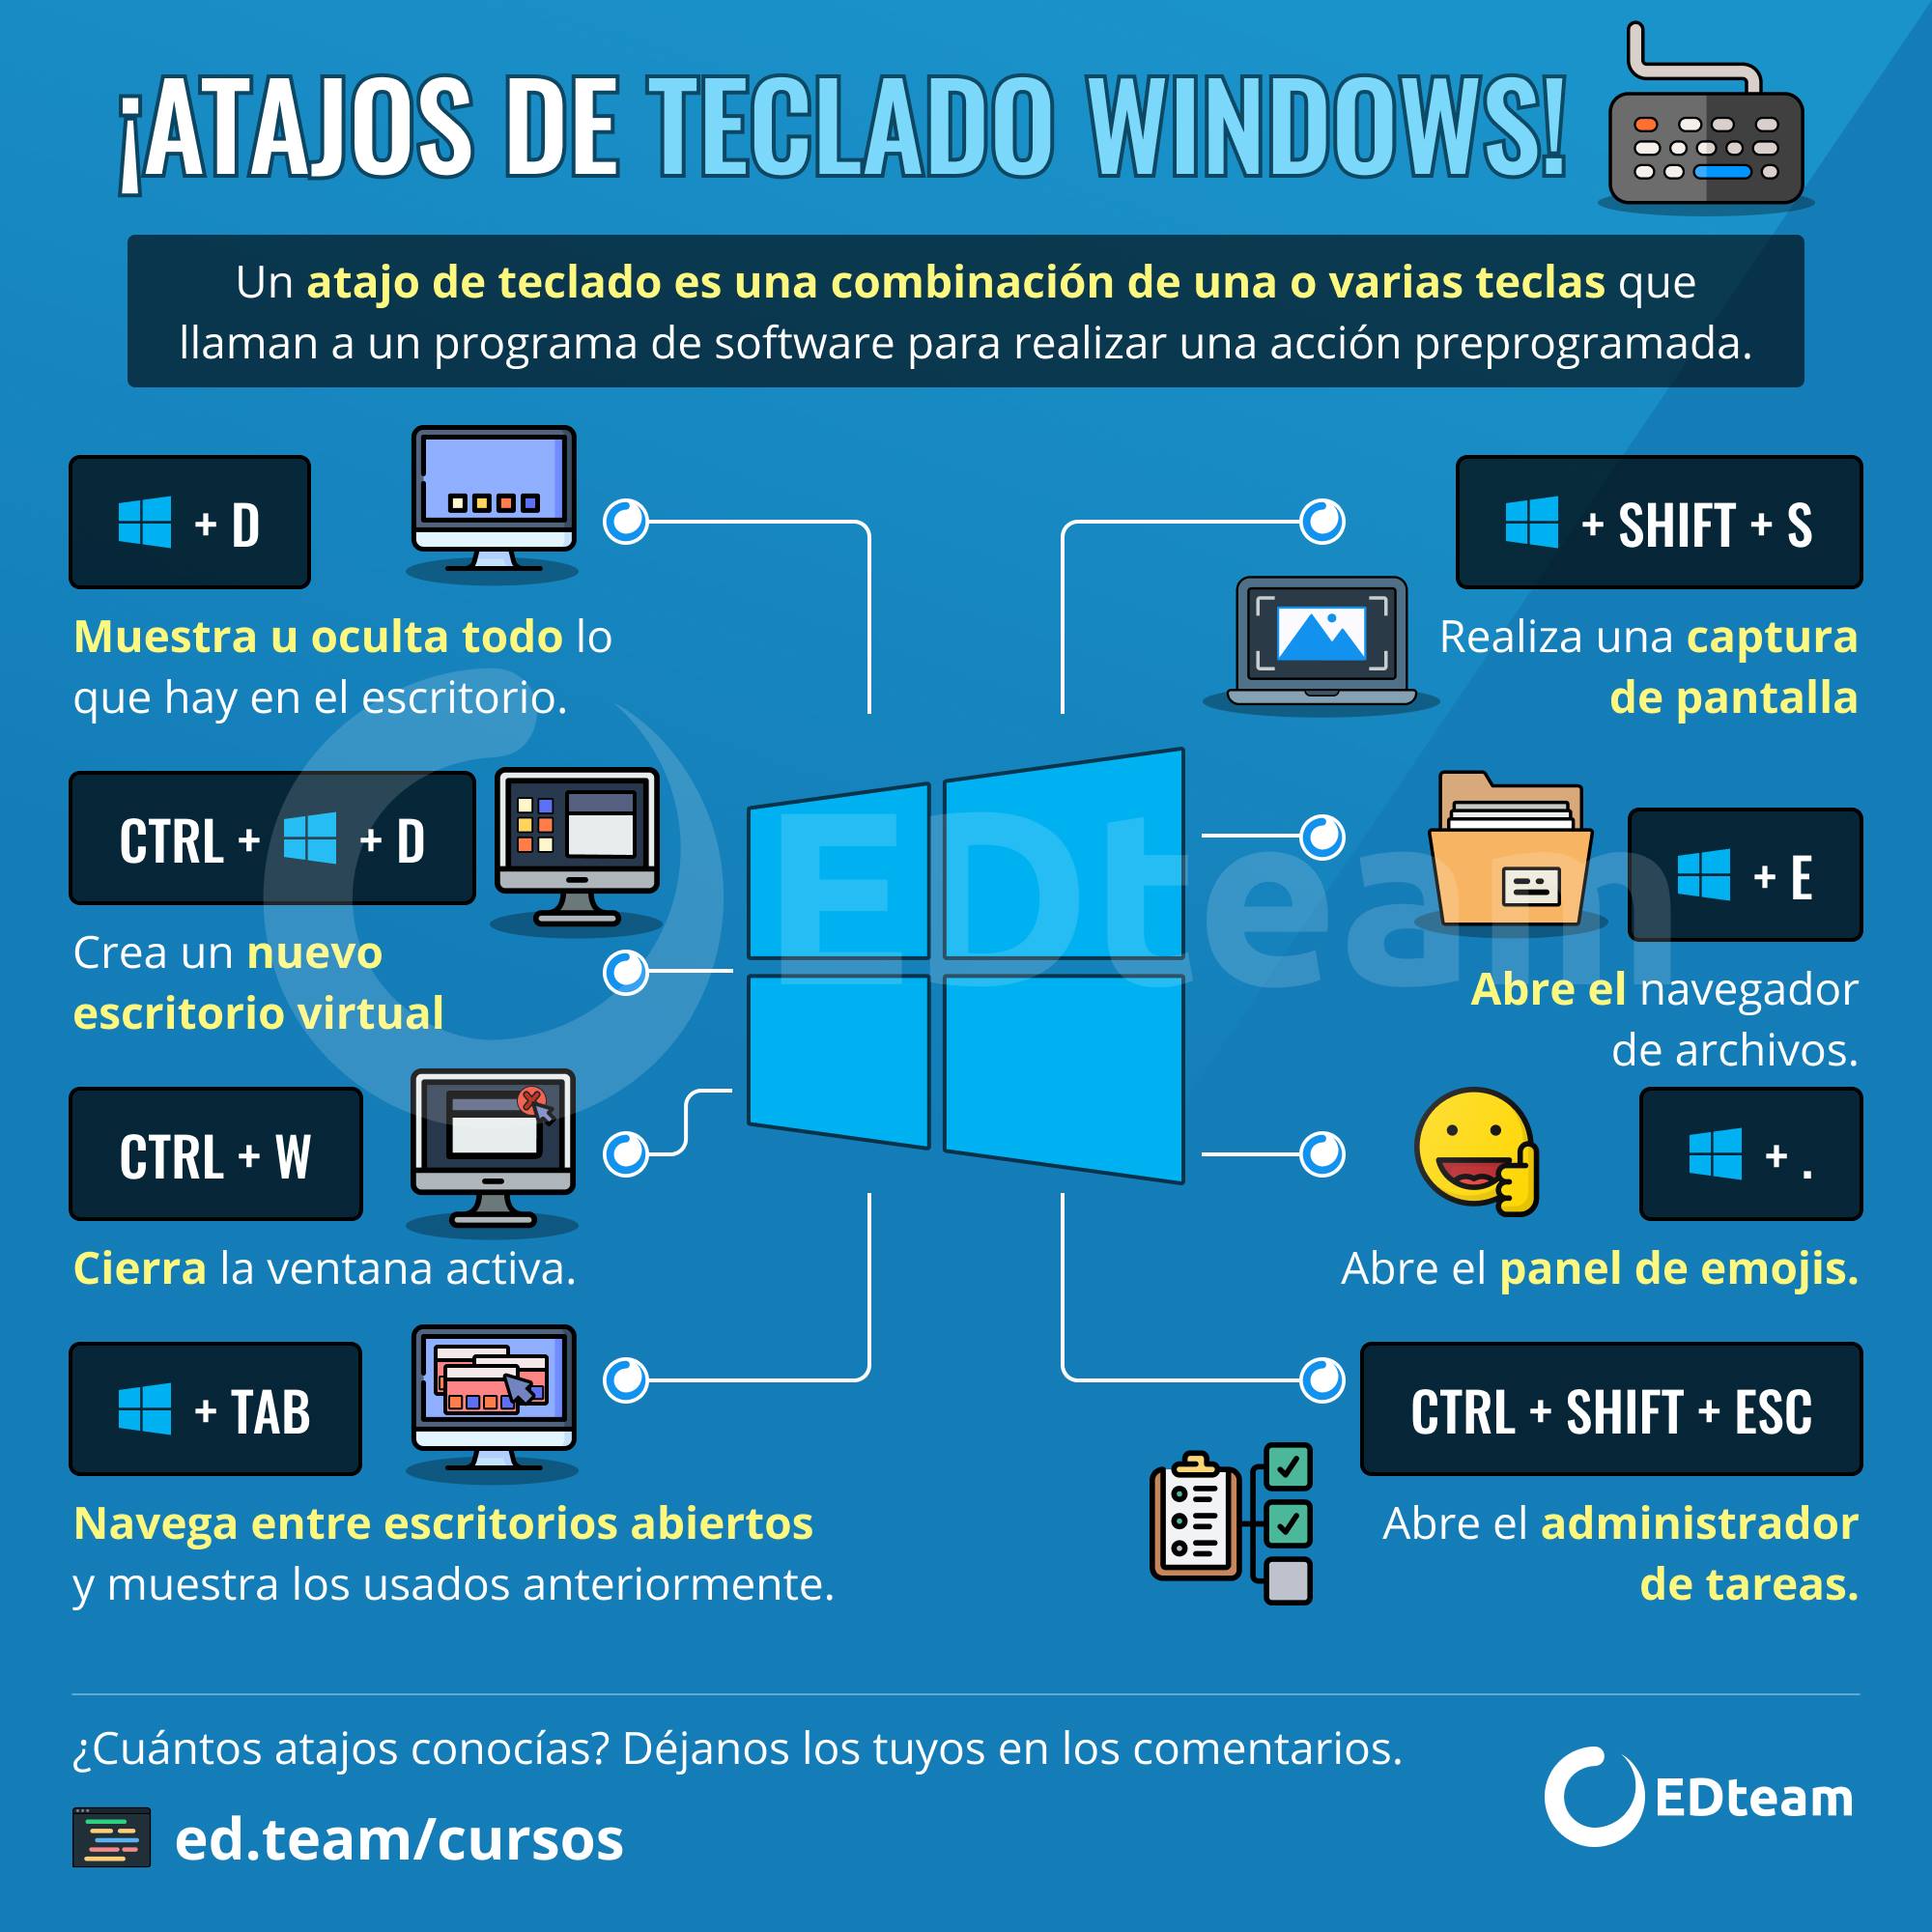 ¡ATAJOS DE TECLADO WINDOWS!
Un atajo de teclado es una combinación de una o varias teclas que
llaman a un programa de software para realizar una acción preprogramada.
+ D
Muestra u oculta todo lo
que hay en el escritorio.
CTRL + + D
Crea un nuevo
escritorio virtual
CTRL + W
Cierra la ventana activa.
+ TAB
Navega entre escritorios abiertos
y muestra los usados anteriormente.
+ SHIFT + S
Realiza una captura
de pantalla
+ E
Abre el navegador
de archivos.
+ .
Abre el panel de emojis.
CTRL + SHIFT + ESC
Abre el administrador
de tareas.
EDteam
¿Cuántos atajos conocías? Déjanos los tuyos en los comentarios.
ed.team/cursos
EDteam